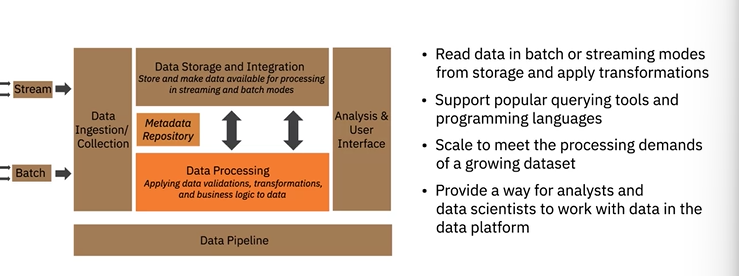 Stream
Batch
Data
Ingestion/
Collection
Data Storage and Integration
Store and make data available for processing
in streaming and batch modes
Metadata
Repository
Data Processing
Applying data validations, transformations,
and business logic to data
Analysis &
User
Interface
Data Pipeline
• Read data in batch or streaming modes
from storage and apply transformations
• Support popular querying tools and
programming languages
• Scale to meet the processing demands
of a growing dataset
• Provide a way for analysts and
data scientists to work with data in the
data platform